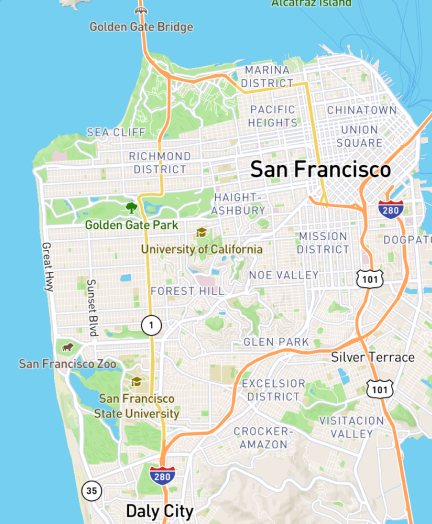 Alcatraz Island
Golden Gate Bridge
MARINA
DISTRICT
PACIFIC
HEIGHTS
CHINATOWN
UNION
SQUARE
SEA CLIFF
RICHMOND
DISTRICT
San Francisco
HAIGHT-
ASHBURY
280
Golden Gate Park
University of California
MISSION
DISTRICT
DOGPATC
Great Hwy
Sunset Blvd
NOE VALLEY
101
FOREST HILL
1
GLEN PARK
Silver Terrace
San Francisco Zoo
EXCELSIOR
DISTRICT
101
San Francisco
State University
VISITACION
VALLEY
CROCKER-
AMAZON
280
35
Daly City